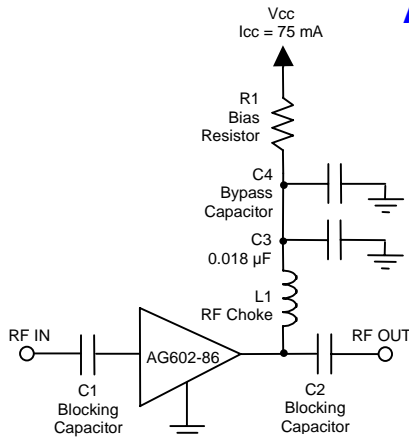 Vcc
Icc = 75 mA
R1
Bias
Resistor
C4
Bypass
Capacitor
C3
0.018 µF
L1
RF Choke
RF IN
AG602-86
RF OUT
C1
Blocking
Capacitor
C2
Blocking
Capacitor